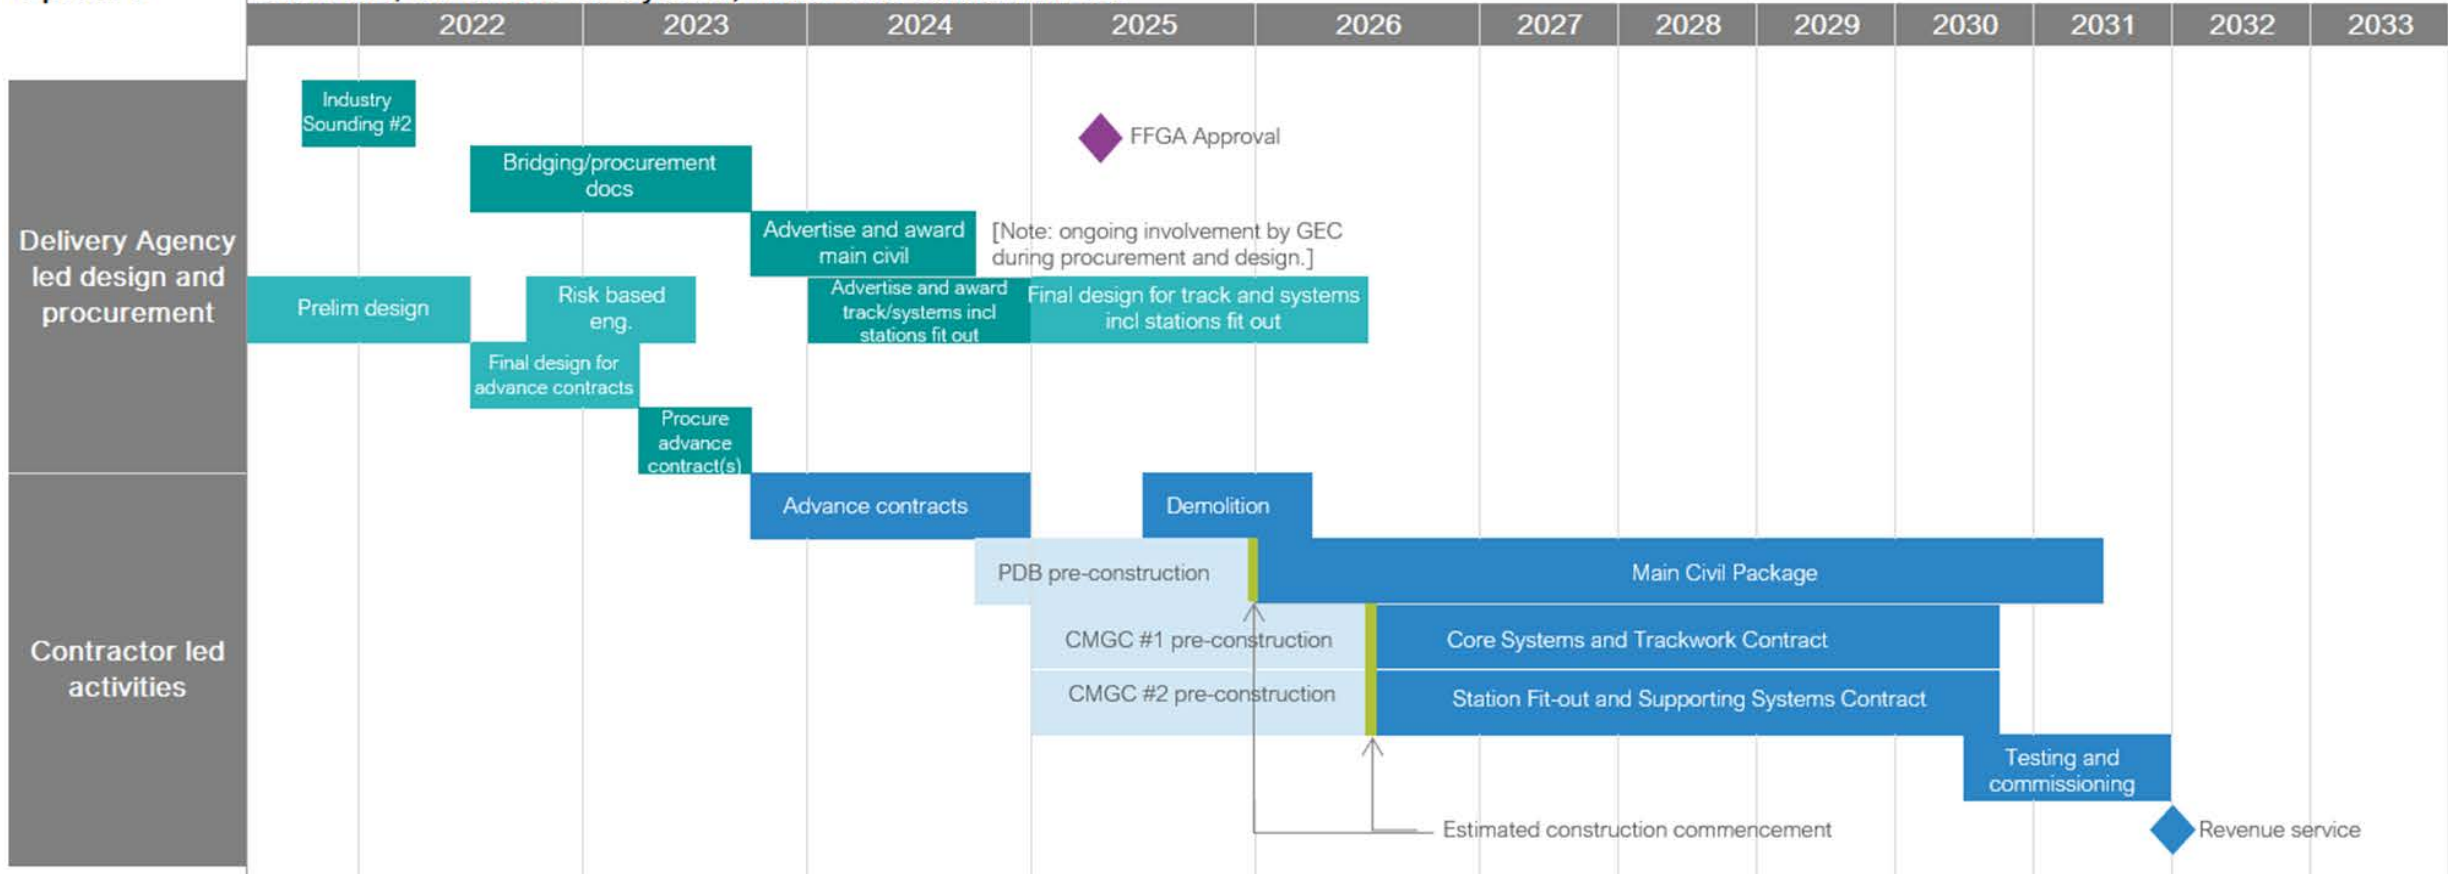 2022 2023 2024 2025 2026 2027 2028 2029 2030 2031 2032 2033
Delivery Agency
led design and
procurement
Industry
Sounding #2
FFGA Approval
Bridging/procurement
docs
Advertise and award
main civil
[Note: ongoing involvement by GEC
during procurement and design.]
Prelim design
Risk based
eng.
Advertise and award
track/systems incl
stations fit out
Final design for track and systems
incl stations fit out
Final design for
advance contracts
Procure
advance
contract(s)
Contractor led
activities
Advance contracts
Demolition
PDB pre-construction
Main Civil Package
CMGC #1 pre-construction
Core Systems and Trackwork Contract
CMGC #2 pre-construction
Station Fit-out and Supporting Systems Contract
Testing and
commissioning
Estimated construction commencement
Revenue service